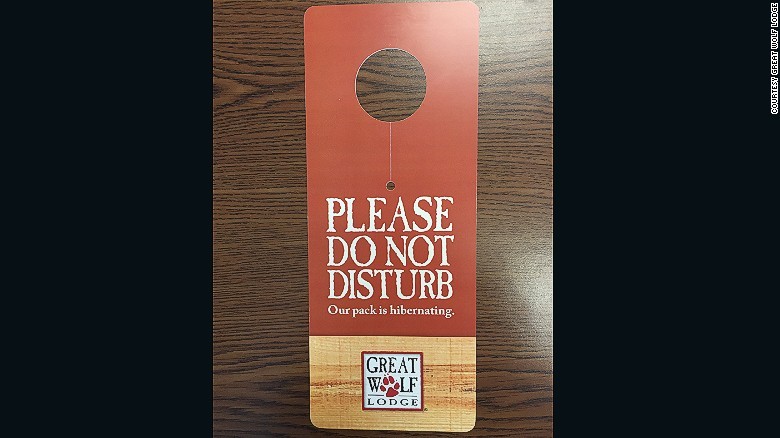 PLEASE
DO NOT
DISTURB
Our pack is hibernating.
GREAT
WOLF
LODGE
COURTESY GREAT WOLF LODGE